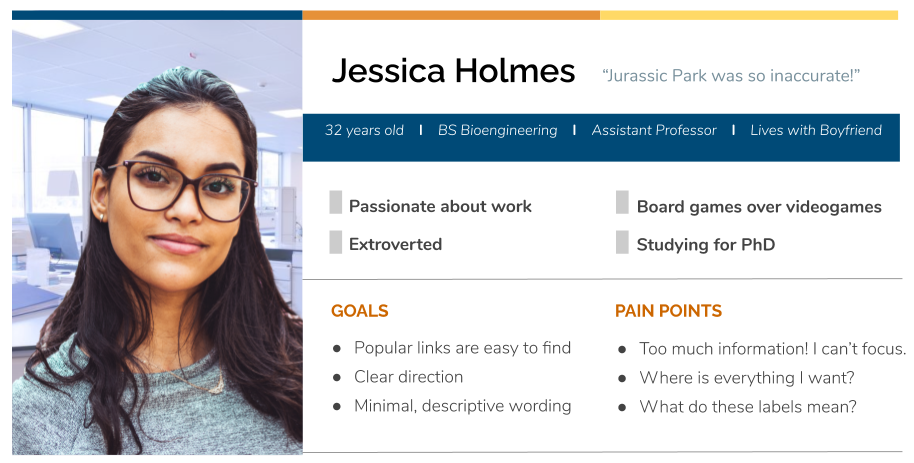 Jessica Holmes “Jurassic Park was so inaccurate!”
32 years old | BS Bioengineering | Assistant Professor | Lives with Boyfriend
Passionate about work
Extroverted
Board games over videogames
Studying for PhD
GOALS
● Popular links are easy to find
● Clear direction
● Minimal, descriptive wording
PAIN POINTS
● Too much information! I can’t focus.
● Where is everything I want?
● What do these labels mean?